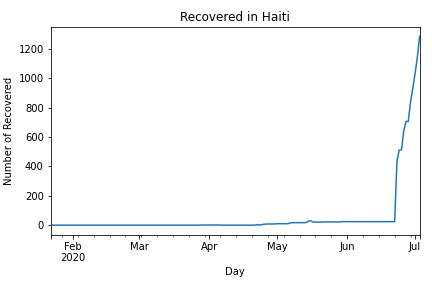 Recovered in Haiti
Number of Recovered
1200
1000
800
600
400
200
0
Feb
2020
Mar
Apr
May
Jun
Jul
Day